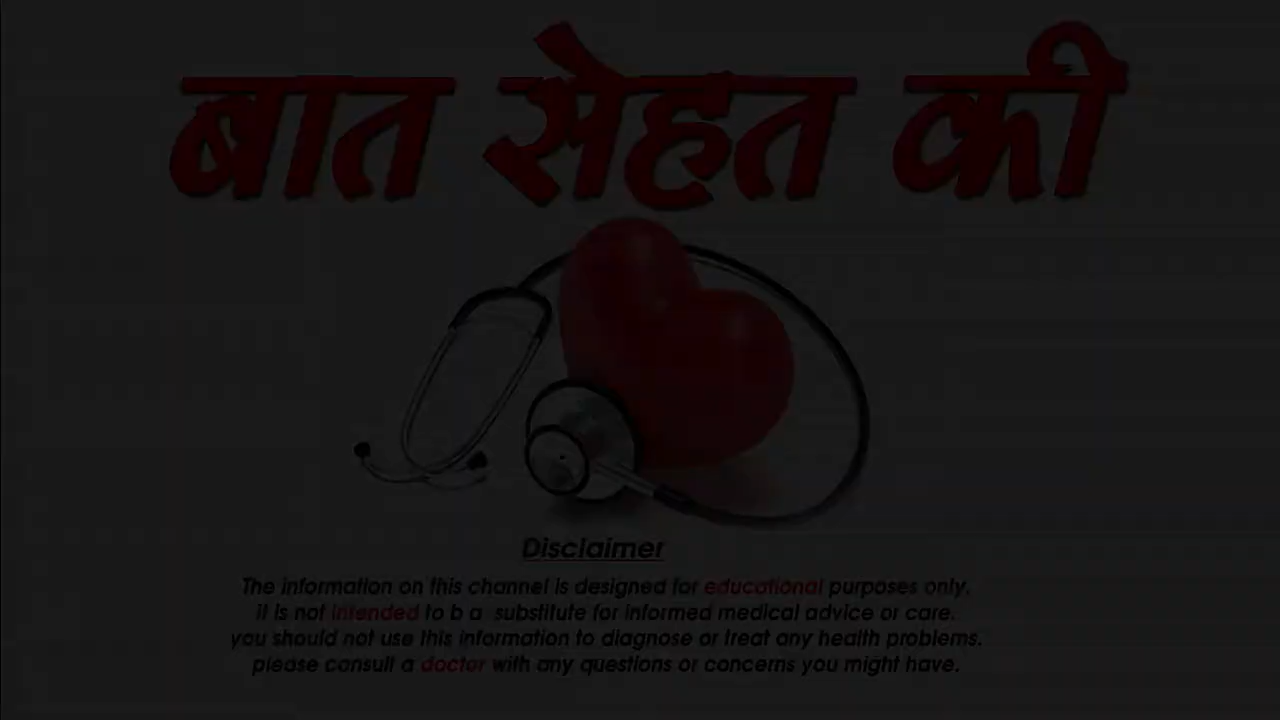 बात सेहत की
Disclaimer
The information on this channel is designed for educational purposes only.
it is not intended to b a substitute for informed medical advice or care.
you should not use this information to diagnose or treat any health problems.
please consult a doctor with any questions or concerns you might have.